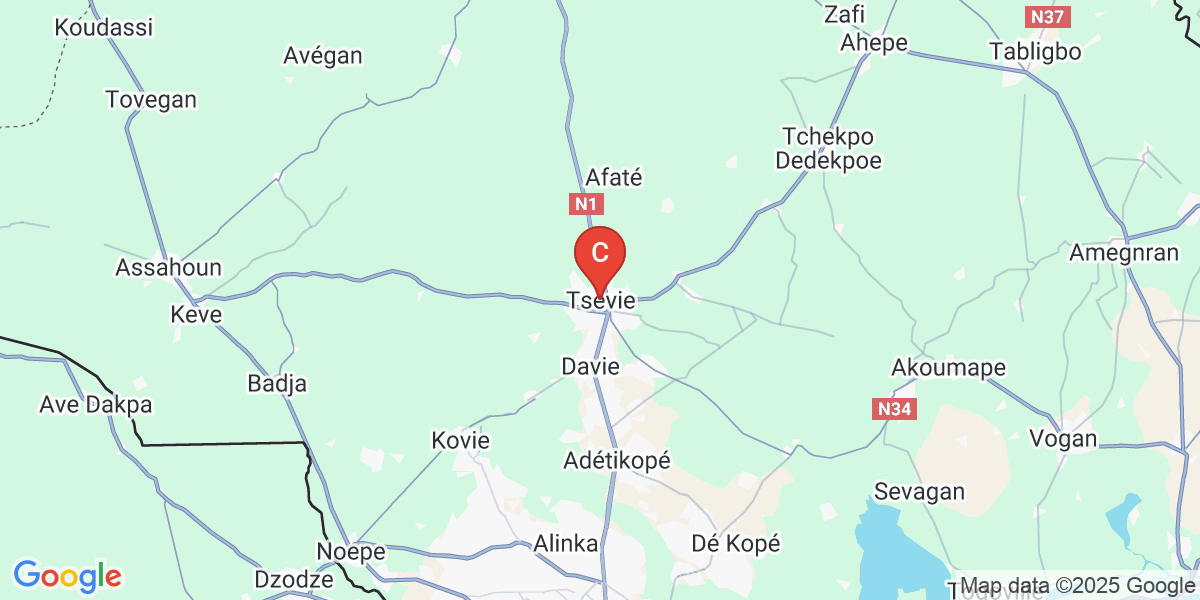 Zafi
N37
Koudassi
Ahepe
Tabligbo
Avégan
Tovegan
Tchekpo
Dedekpoe
Afaté
N1
C
Amegnran
Assahoun
Tsévie
Keve
Davie
Akoumape
Badja
Ave Dakpa
N34
Kovie
Vogan
Adétikopé
Sevagan
Alinka
Dé Kopé
Noepe
Google
Dzodze
Map data ©2025 Google